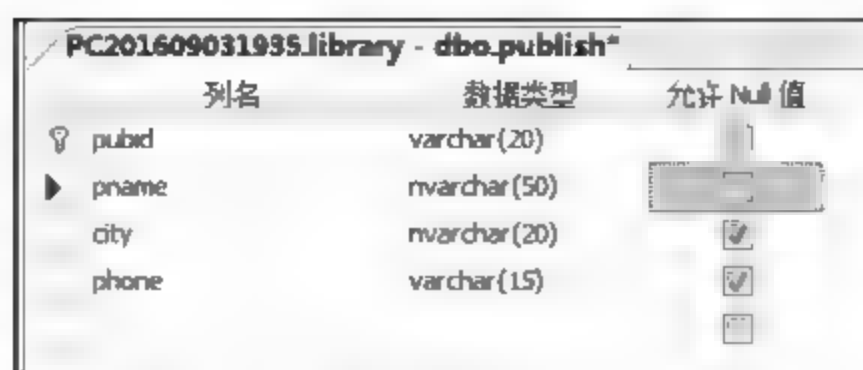 PC201609031935.library - dbo.publish*
列名 数据类型 允许 Null 值
pubid varchar(20)
pname nvarchar(50)
city nvarchar(20)
phone varchar(15)